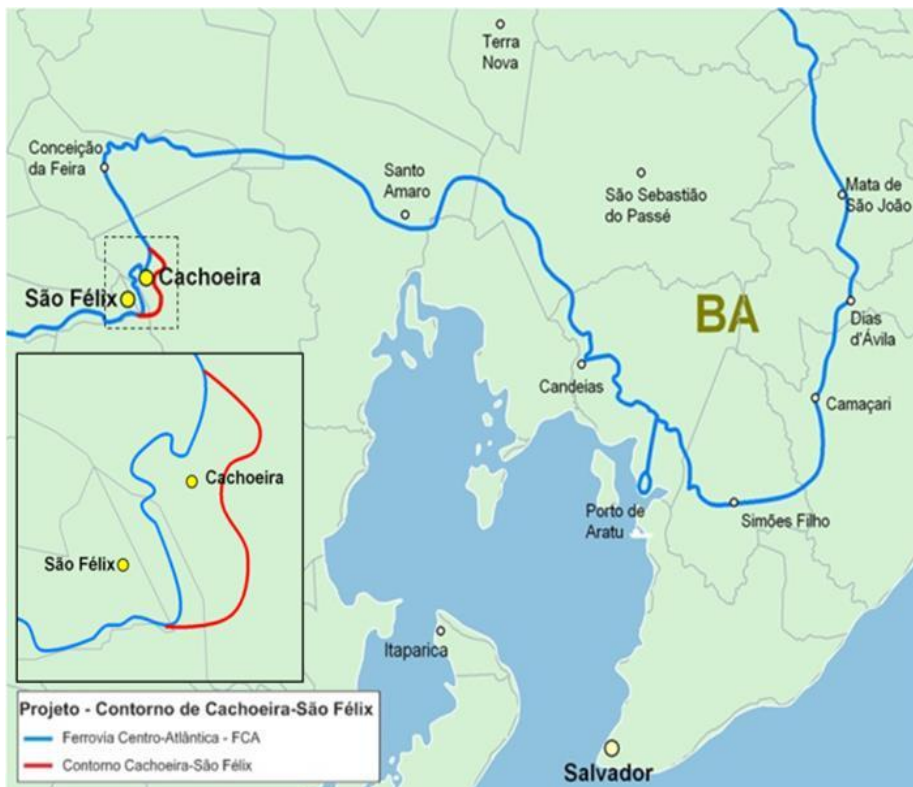 Terra
Nova
Conceição
da Feira
Santo
Amaro
São Sebastião
do Passé
Mata de
São João
Cachoeira
São Félix
BA
Dias
d'Ávila
Candeias
Camaçari
Cachoeira
Porto de
Aratu
Simões Filho
São Félix
Itaparica
Projeto - Contorno de Cachoeira-São Félix
Ferrovia Centro-Atlântica - FCA
Contorno Cachoeira-São Félix
Salvador